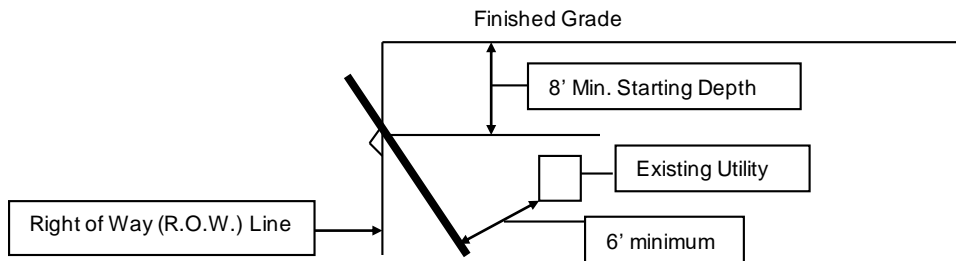 Finished Grade
8’ Min. Starting Depth
Existing Utility
Right of Way (R.O.W.) Line
6’ minimum